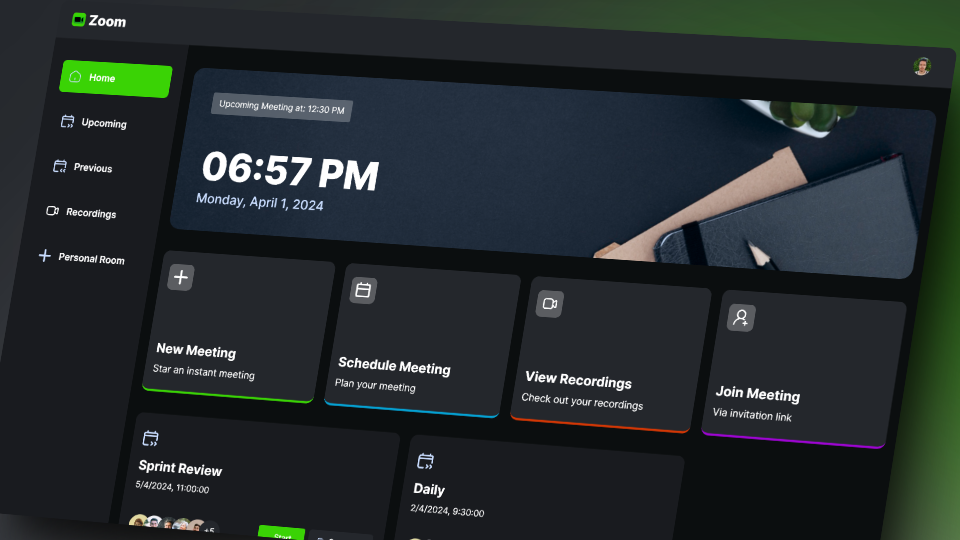 Zoom
Home
Upcoming
Previous
Recordings
Personal Room
Upcoming Meeting at: 12:30 PM
06:57 PM
Monday, April 1, 2024
New Meeting
Star an instant meeting
Schedule Meeting
Plan your meeting
View Recordings
Check out your recordings
Join Meeting
Via invitation link
Sprint Review
5/4/2024, 11:00:00
+5
Start
Daily
2/4/2024, 9:30:00